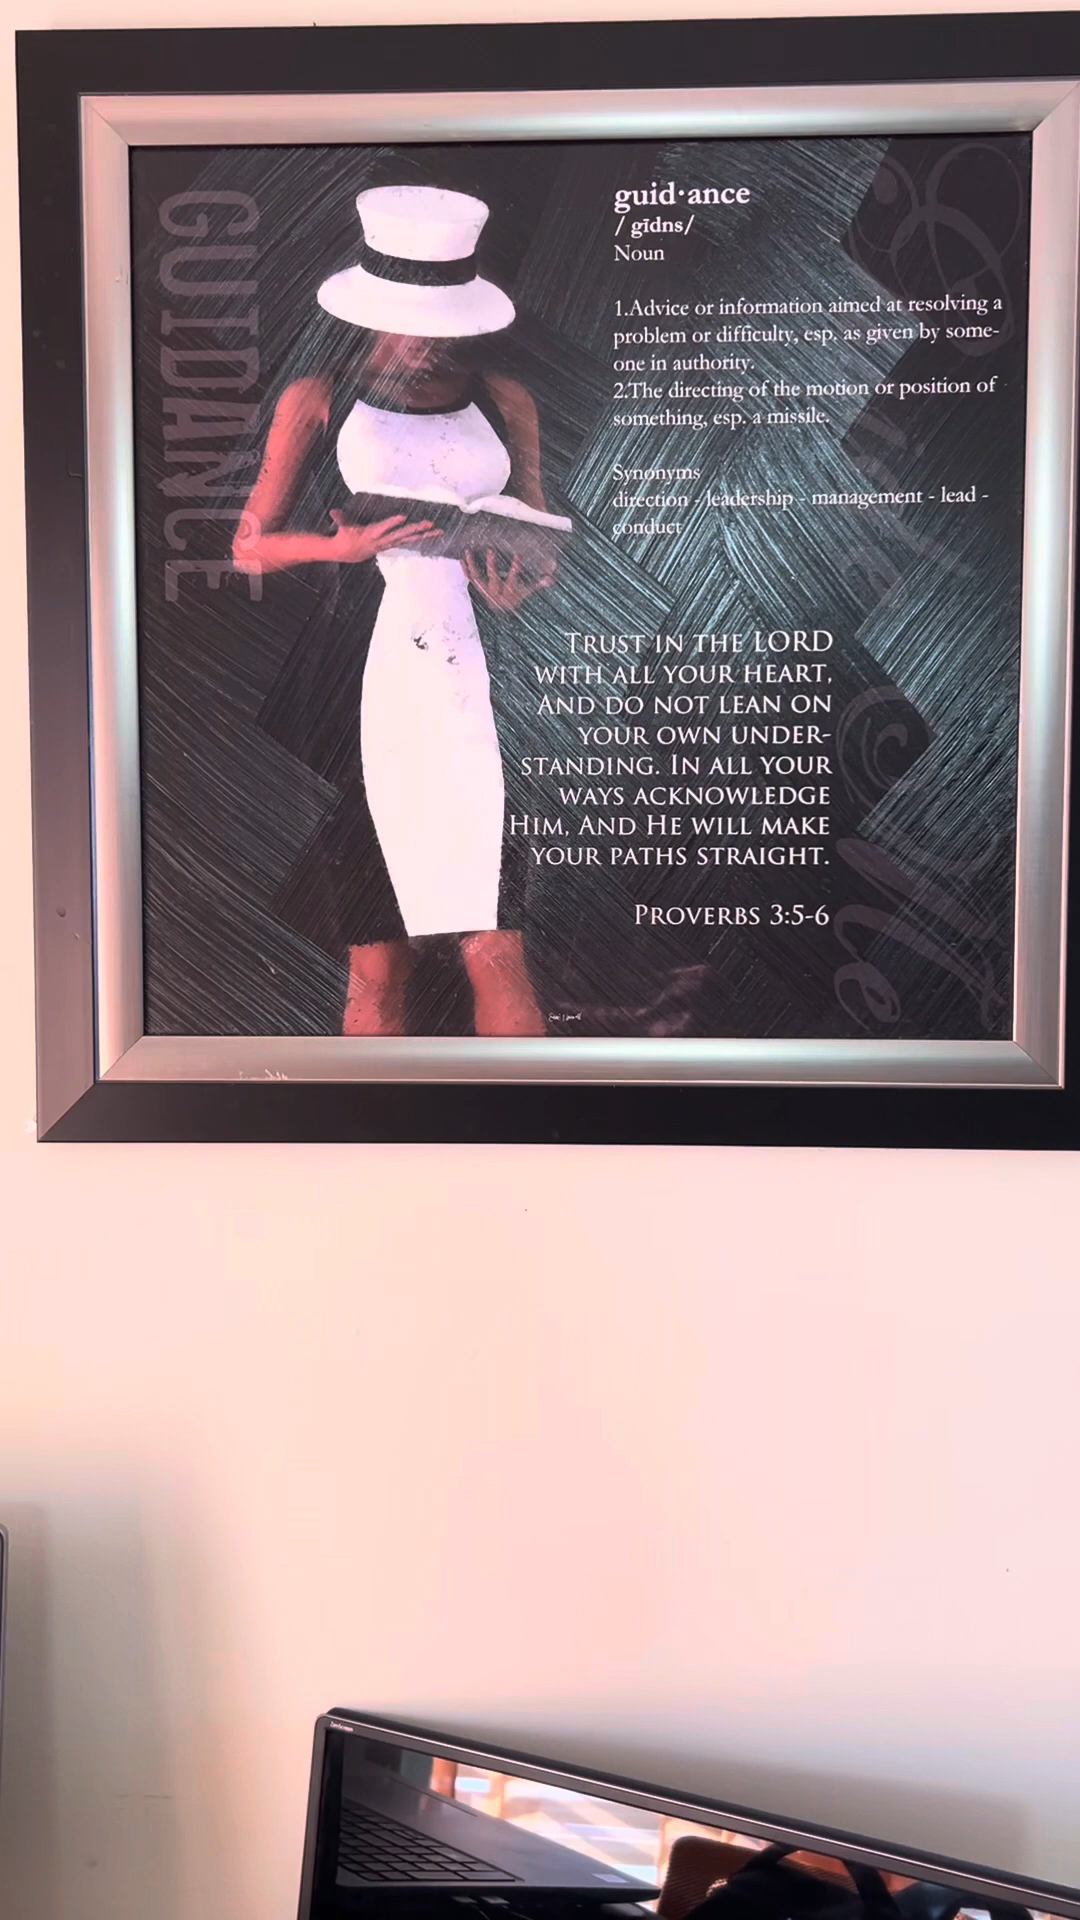 GUIDANCE
guid·ance
/ gīdns/
Noun
1.Advice or information aimed at resolving a
problem or difficulty, esp. as given by some-
one in authority.
2.The directing of the motion or position of
something, esp. a missile.
Synonyms
direction - leadership - management - lead -
conduct
TRUST IN THE LORD
WITH ALL YOUR HEART,
AND DO NOT LEAN ON
YOUR OWN UNDER-
STANDING. IN ALL YOUR
WAYS ACKNOWLEDGE
HIM, AND HE WILL MAKE
YOUR PATHS STRAIGHT.
PROVERBS 3:5-6